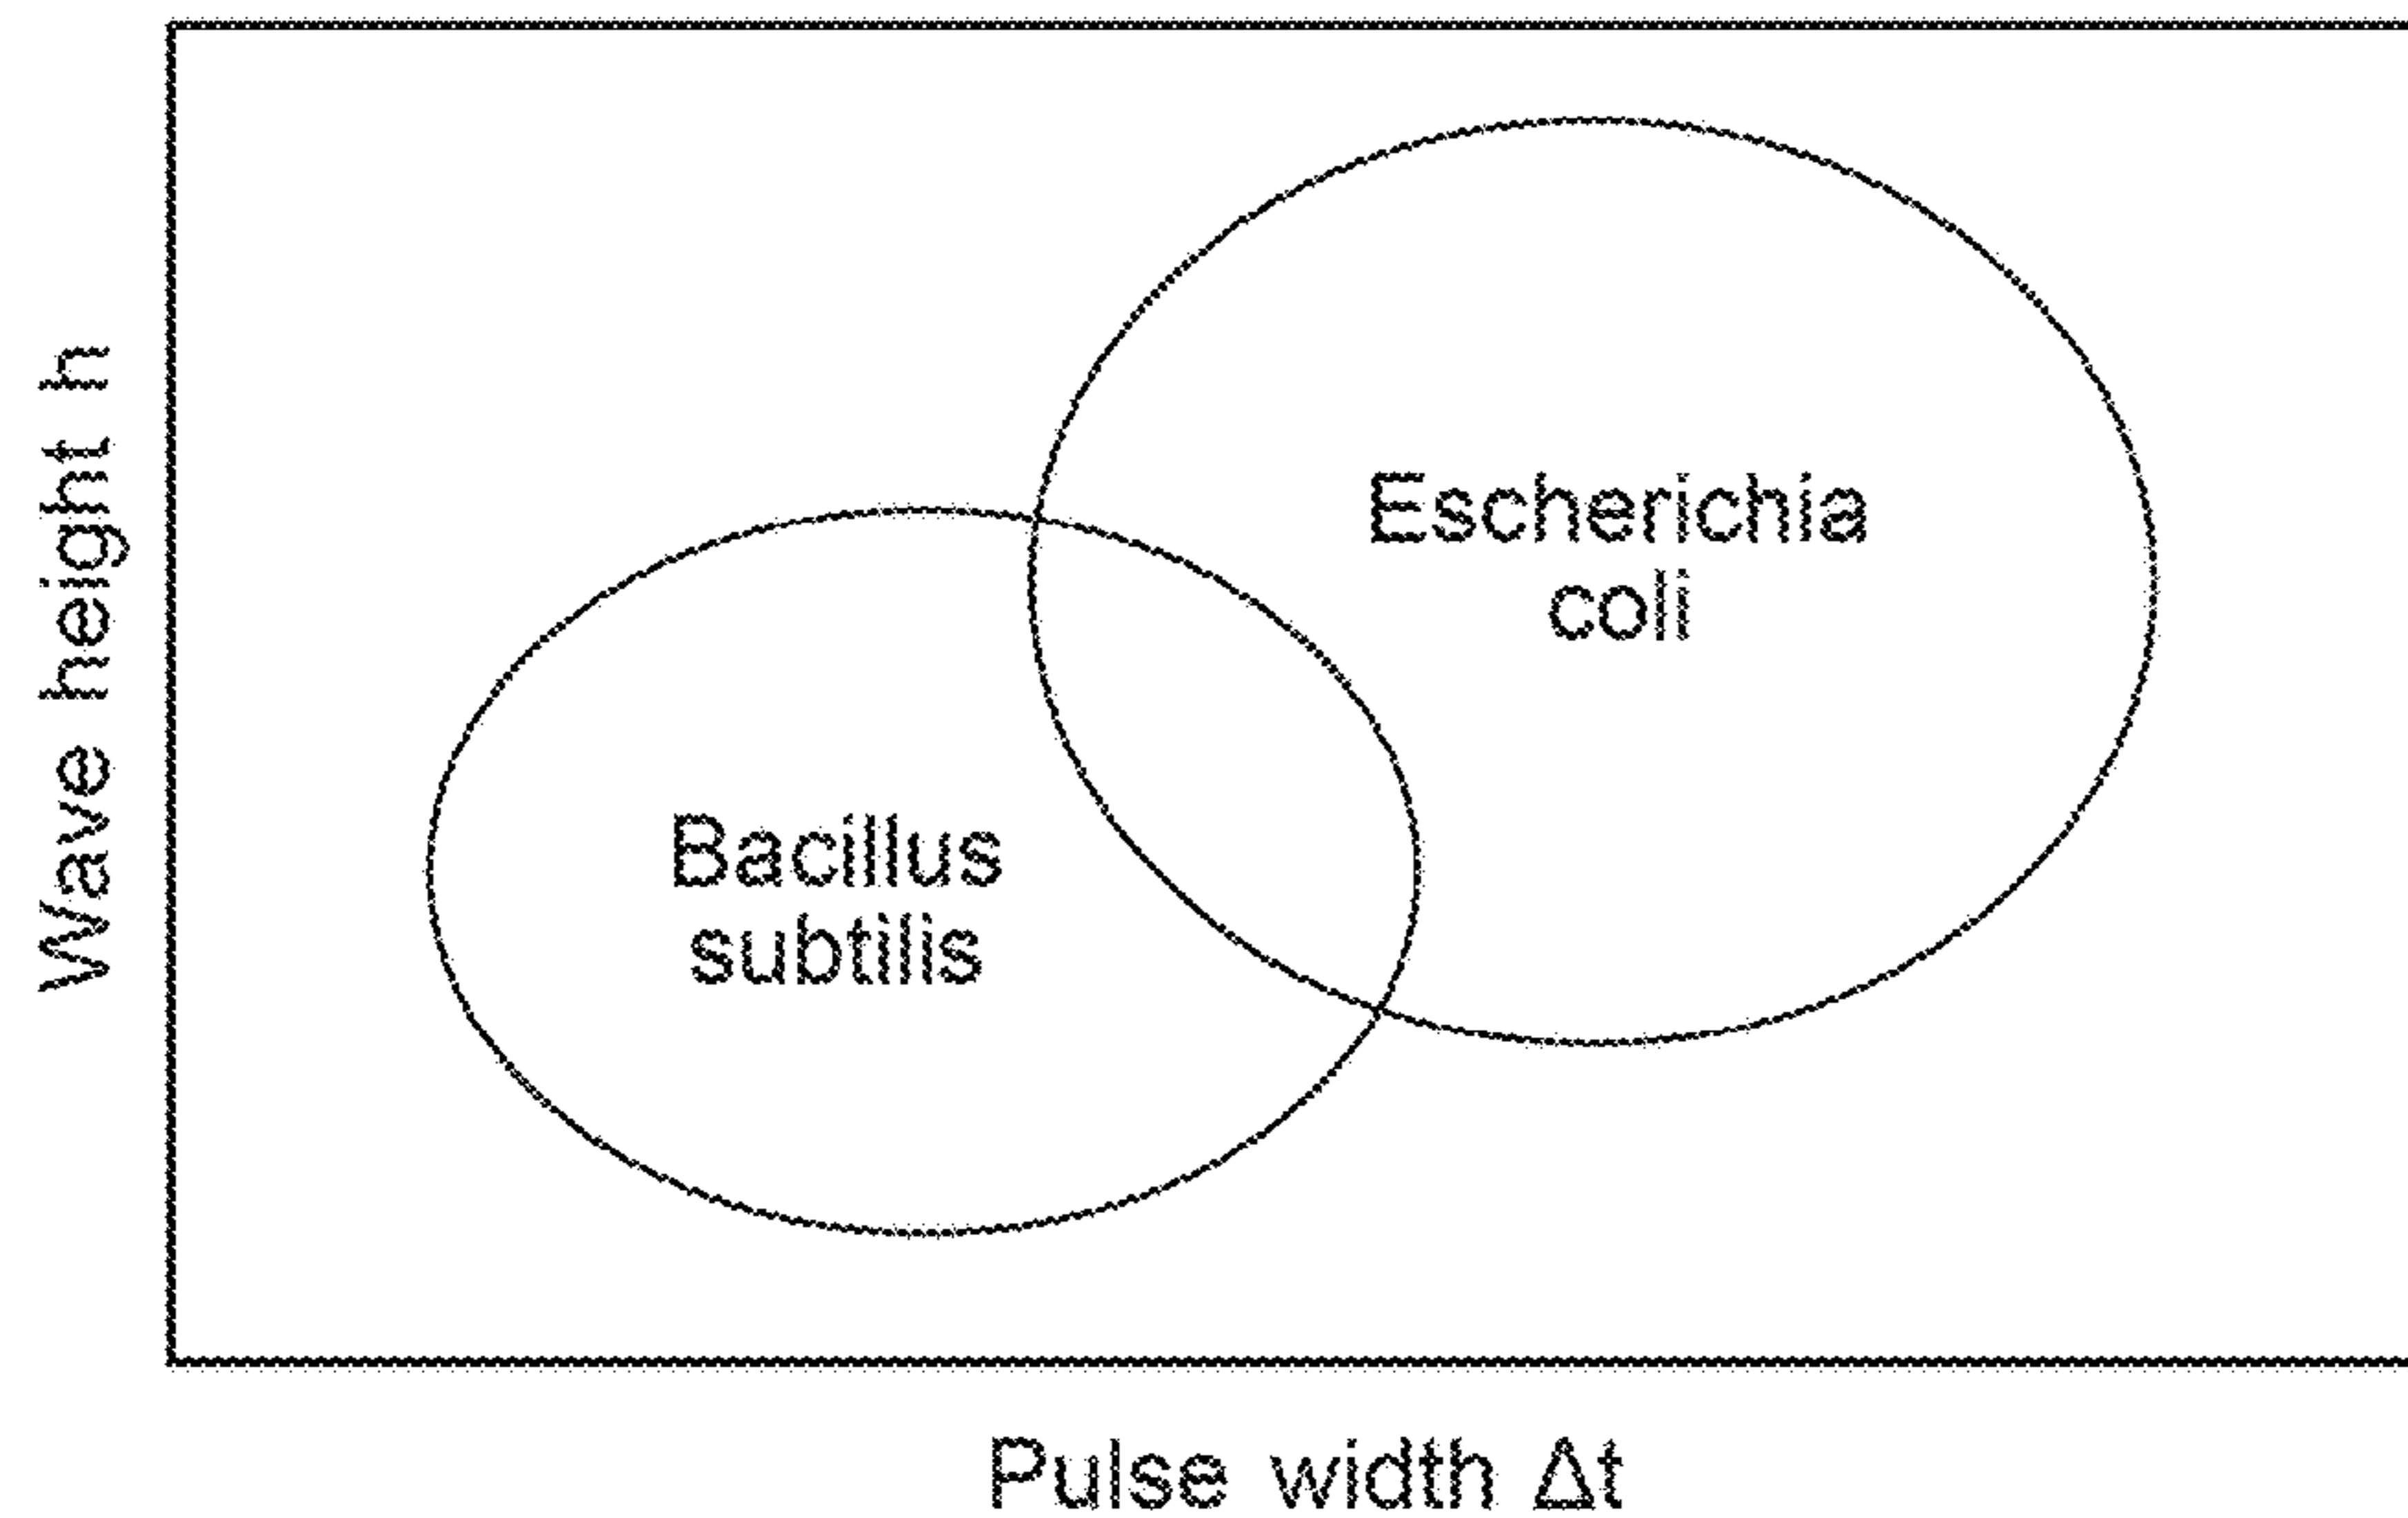 Wave height h
Escherichia
coli
Bacillus
subtilis
Pulse width Δt